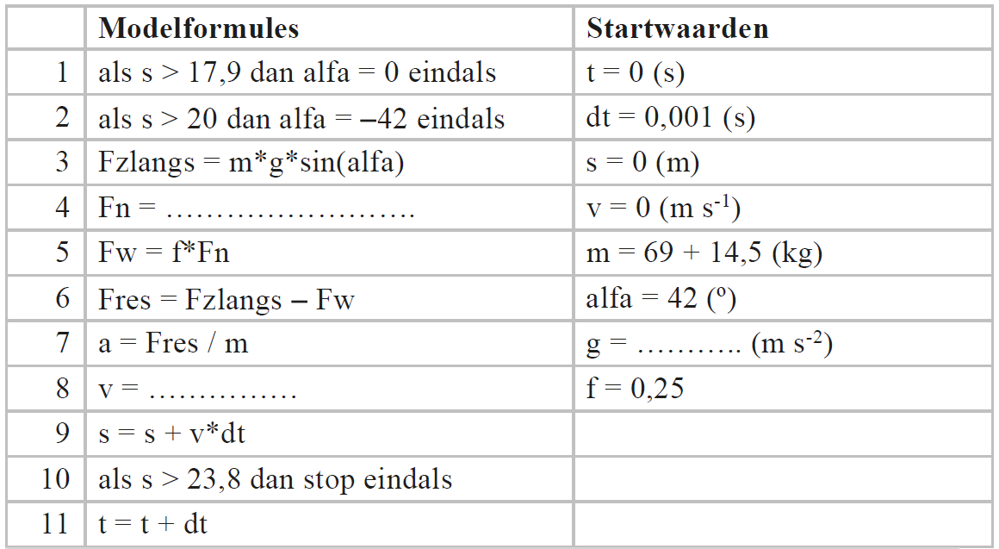 Modelformules Startwaarden
1 als s > 17,9 dan alfa = 0 eindals t = 0 (s)
2 als s > 20 dan alfa = –42 eindals dt = 0,001 (s)
3 Fzlangs = m*g*sin(alfa) s = 0 (m)
4 Fn = ……………………. v = 0 (m s⁻¹)
5 Fw = f*Fn m = 69 + 14,5 (kg)
6 Fres = Fzlangs – Fw alfa = 42 (º)
7 a = Fres / m g = ……….. (m s⁻²)
8 v = …………… f = 0,25
9 s = s + v*dt
10 als s > 23,8 dan stop eindals
11 t = t + dt